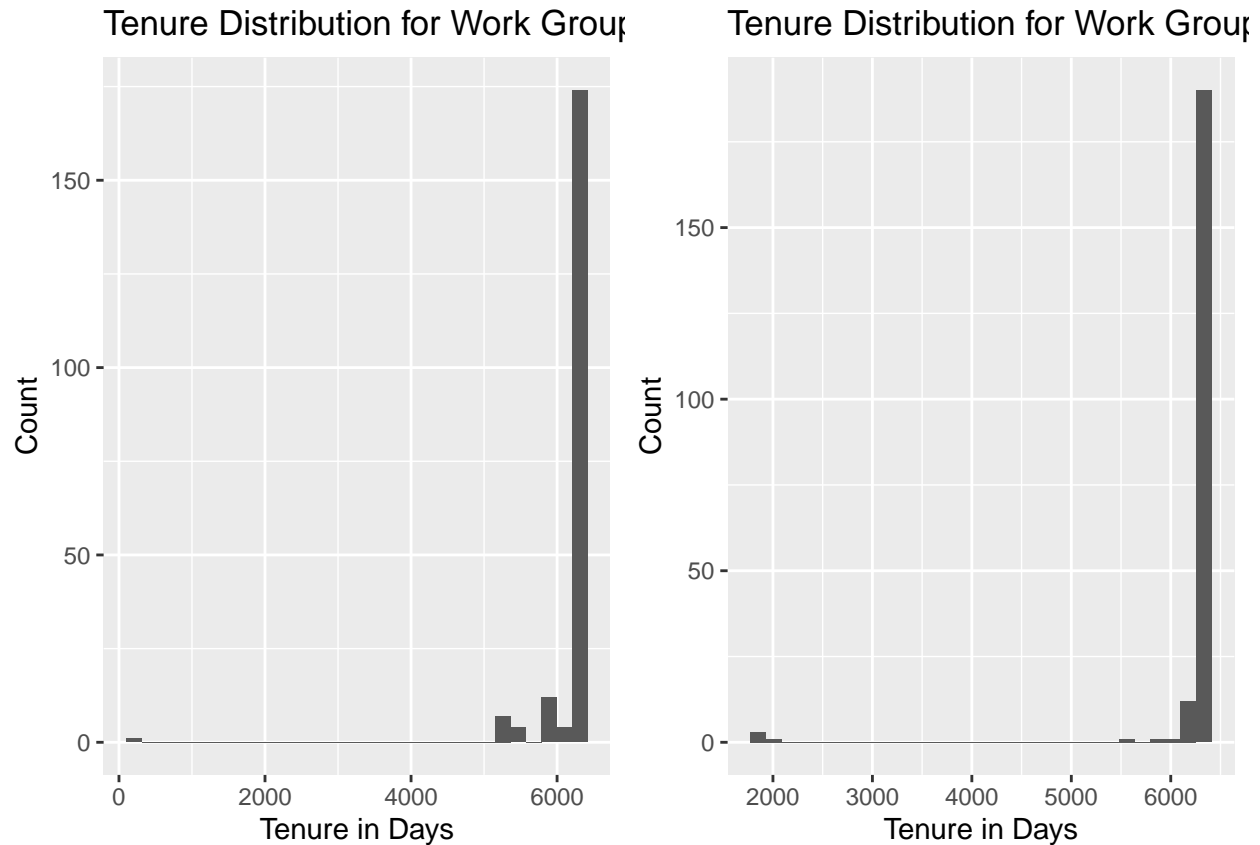 Tenure Distribution for Work Group
150
100
50
0
Count
0 2000 4000 6000
Tenure in Days
Tenure Distribution for Work Group
150
100
50
0
Count
2000 3000 4000 5000 6000
Tenure in Days